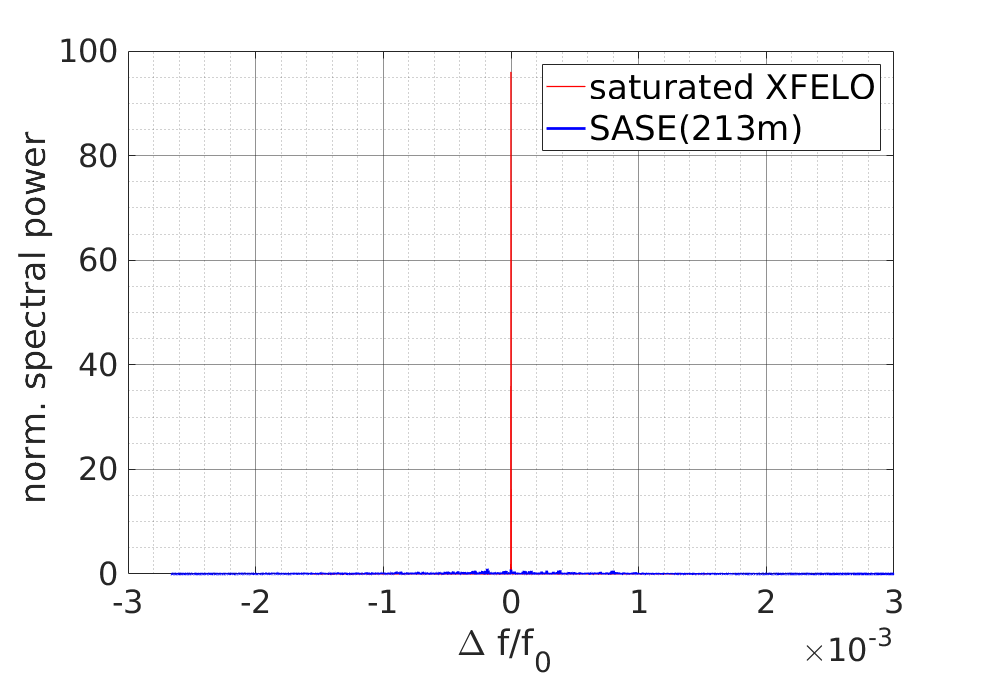 100
80
60
40
20
0
norm. spectral power
saturated XFELO
SASE(213m)
-3 -2 -1 0 1 2 3
Δ f/f₀
×10⁻³